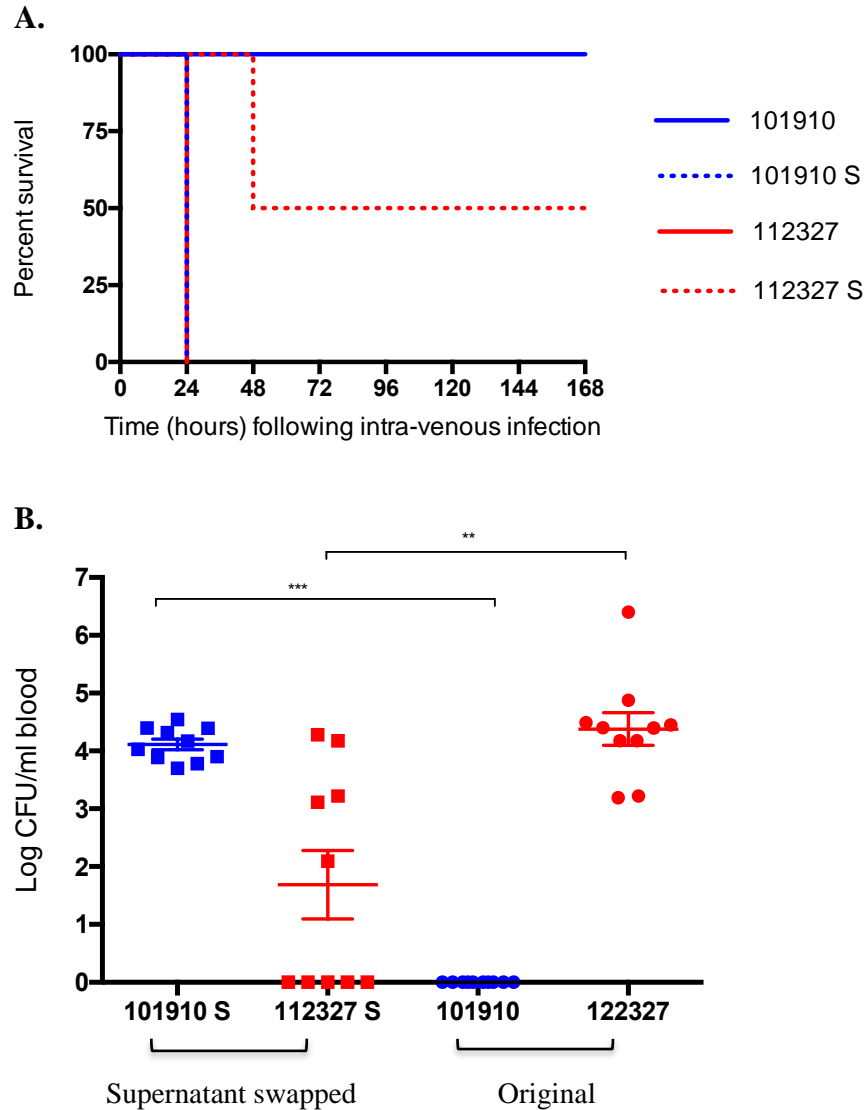 A.
Percent survival
100
75
50
25
0
0 24 48 72 96 120 144 168
Time (hours) following intra-venous infection
101910
101910 S
112327
112327 S
B.
Log CFU/ml blood
7
6
5
4
3
2
1
0
**
***
101910 S 112327 S 101910 122327
Supernatant swapped Original